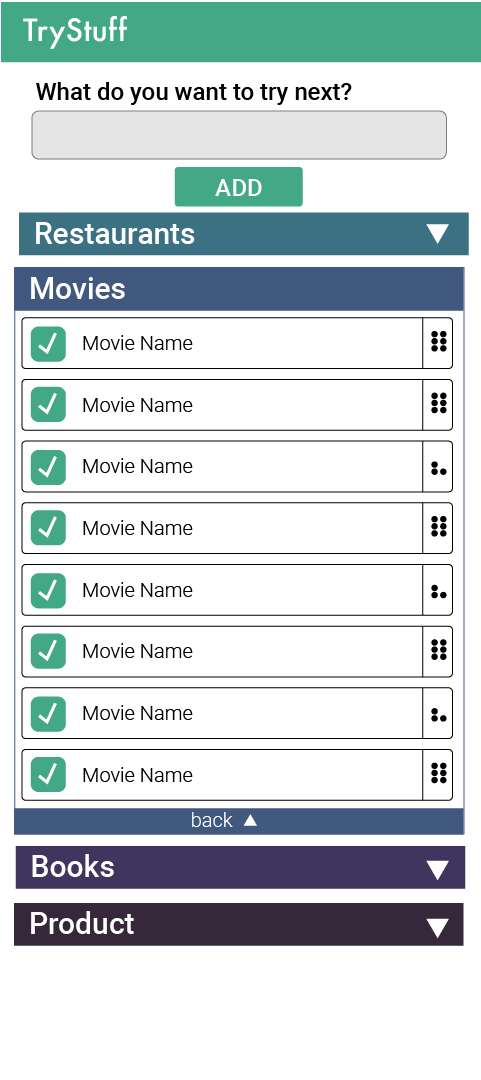 TryStuff
What do you want to try next?
ADD
Restaurants
Movies
Movie Name
Movie Name
Movie Name
Movie Name
Movie Name
Movie Name
Movie Name
Movie Name
back
Books
Product